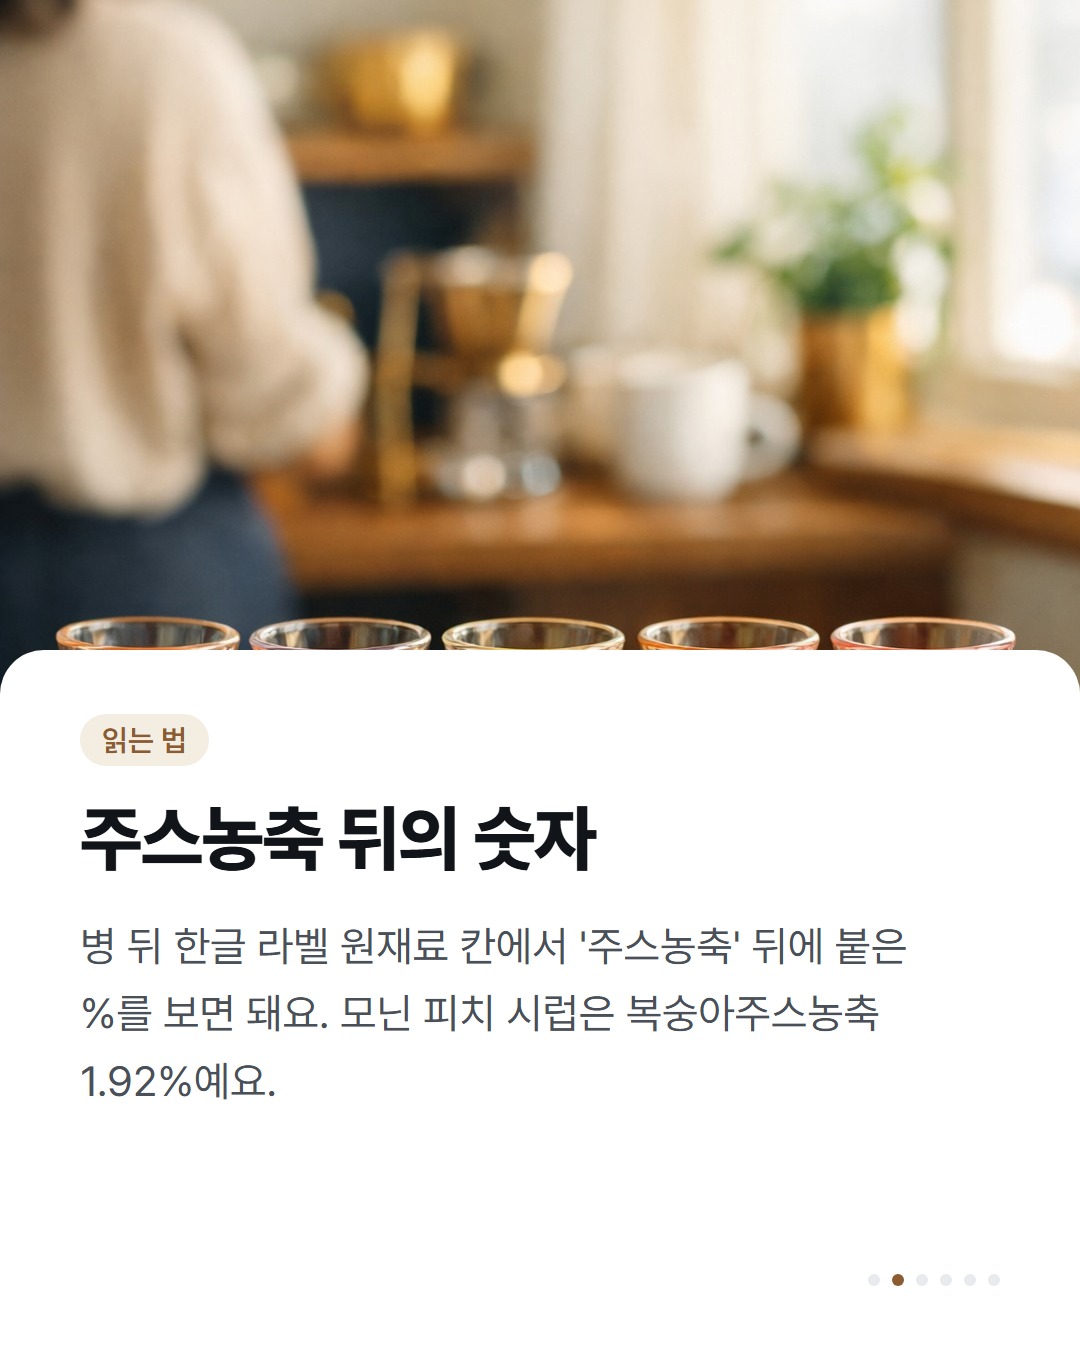 읽는 법
주스농축 뒤의 숫자
병 뒤 한글 라벨 원재료 칸에서 '주스농축' 뒤에 붙은
%를 보면 돼요. 모닌 피치 시럽은 복숭아주스농축
1.92%예요.